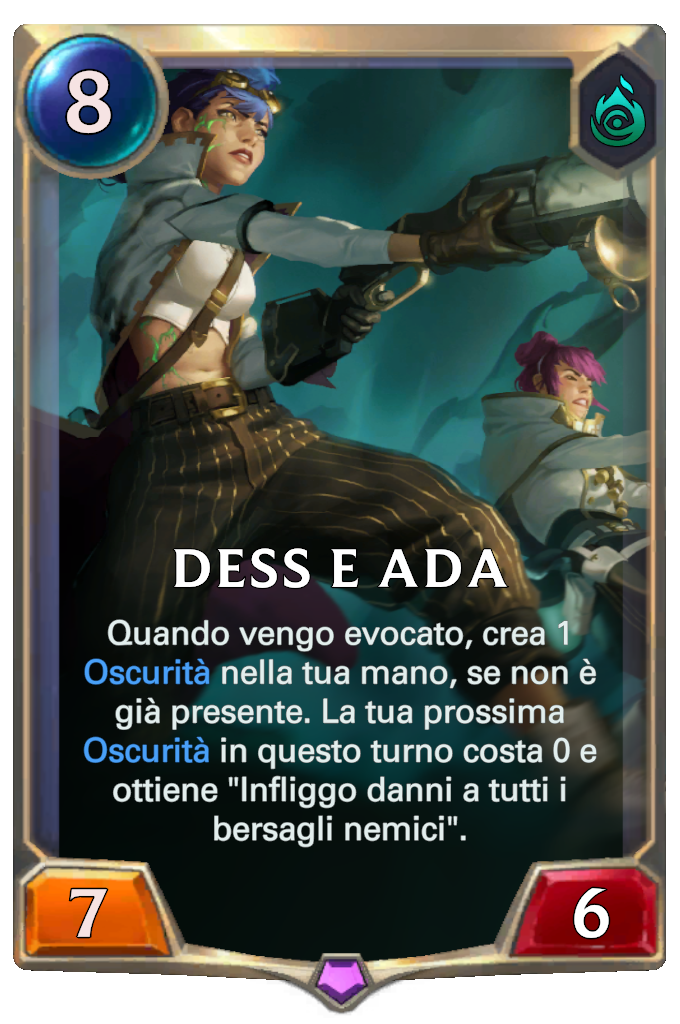 8
DESS E ADA
Quando vengo evocato, crea 1
Oscurità nella tua mano, se non è
già presente. La tua prossima
Oscurità in questo turno costa 0 e
ottiene "Infliggo danni a tutti i
bersagli nemici".
7
6